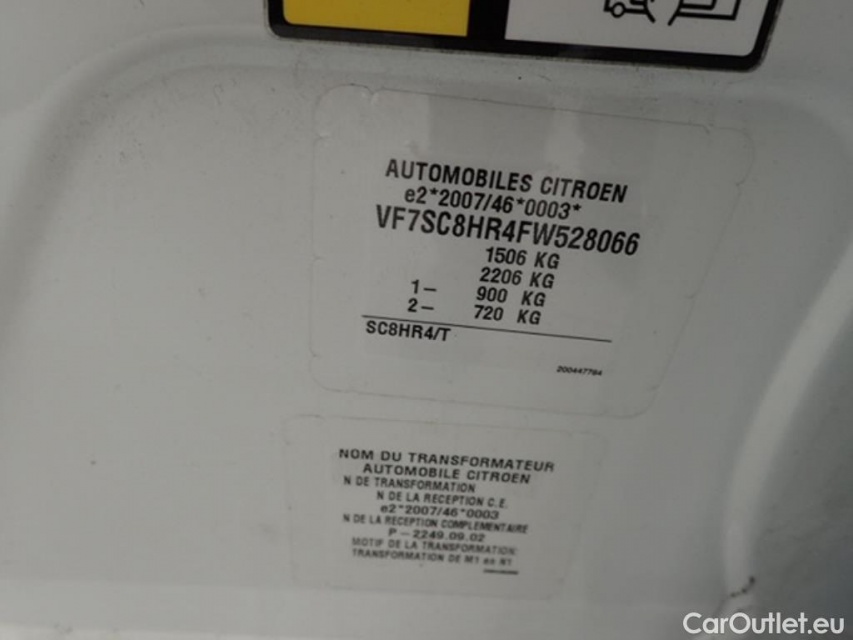 AUTOMOBILES CITROEN
e2*2007/46*0003*
VF7SC8HR4FW528066
1506 KG
2206 KG
1- 900 KG
2- 720 KG
SC8HR4/T
200447764
NOM DU TRANSFORMATEUR
AUTOMOBILE CITROEN
N DE TRANSFORMATION
N DE LA RECEPTION C.E.
e2*2007/46*0003
N DE LA RECEPTION COMPLEMENTAIRE
P-2249.09.02
MOTIF DE LA TRANSFORMATION:
TRANSFORMATION DE M1 en N1
CarOutlet.eu